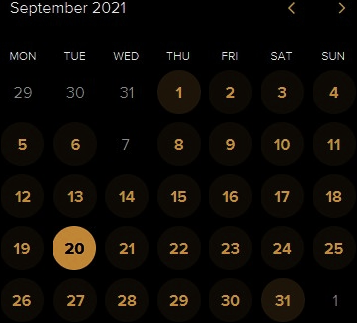 September 2021
MON TUE WED THU FRI SAT SUN
29 30 31 1 2 3 4
5 6 7 8 9 10 11
12 13 14 15 16 17 18
19 20 21 22 23 24 25
26 27 28 29 30 31 1